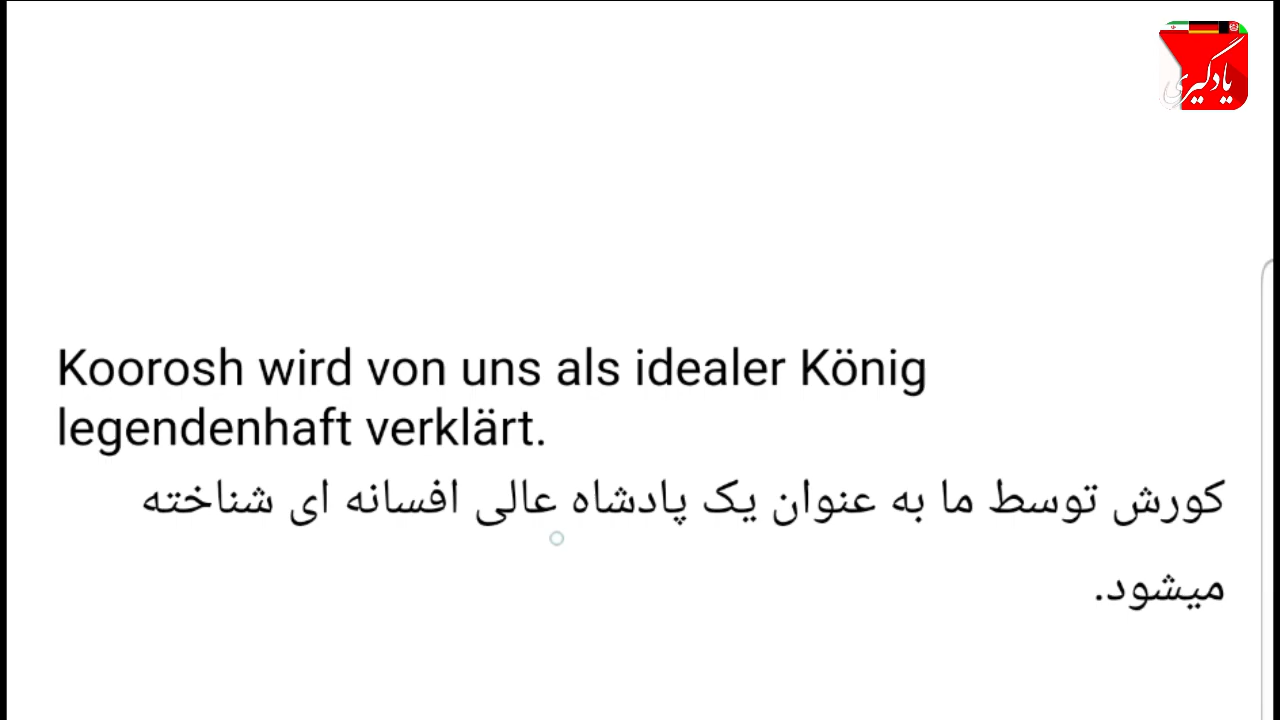 یادگیری
Koorosh wird von uns als idealer König
legendenhaft verklärt.
کورش توسط ما به عنوان یک پادشاه عالی افسانه ای شناخته
میشود.